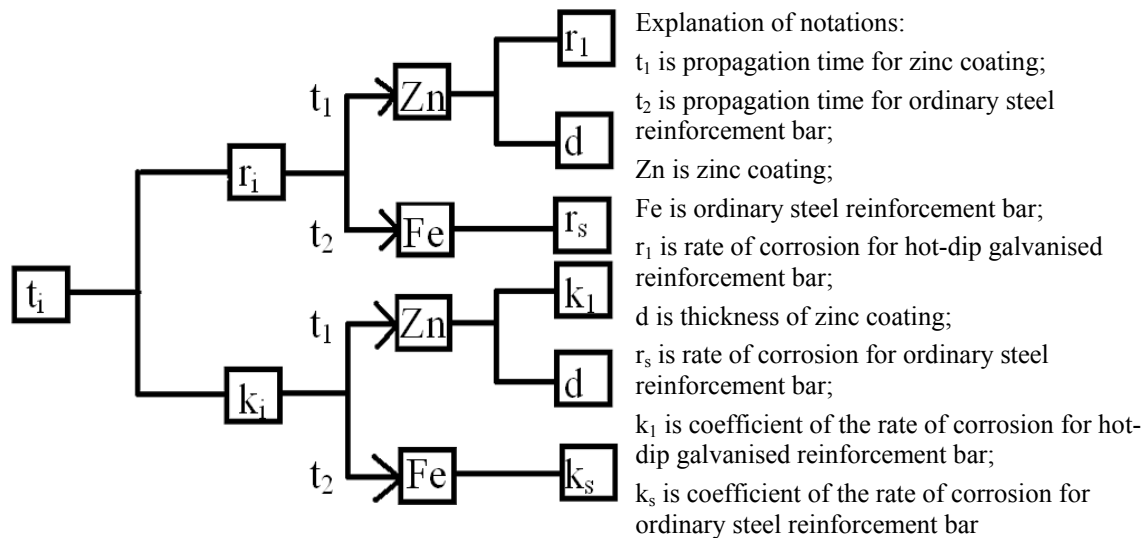 Explanation of notations:
t₁ is propagation time for zinc coating;
t₂ is propagation time for ordinary steel
reinforcement bar;
Zn is zinc coating;
Fe is ordinary steel reinforcement bar;
r₁ is rate of corrosion for hot-dip galvanised
reinforcement bar;
d is thickness of zinc coating;
rₛ is rate of corrosion for ordinary steel
reinforcement bar;
k₁ is coefficient of the rate of corrosion for hot-
dip galvanised reinforcement bar;
kₛ is coefficient of the rate of corrosion for
ordinary steel reinforcement bar
tᵢ
rᵢ
t₁
Zn
r₁
d
t₂
Fe
rₛ
kᵢ
t₁
Zn
k₁
d
t₂
Fe
kₛ